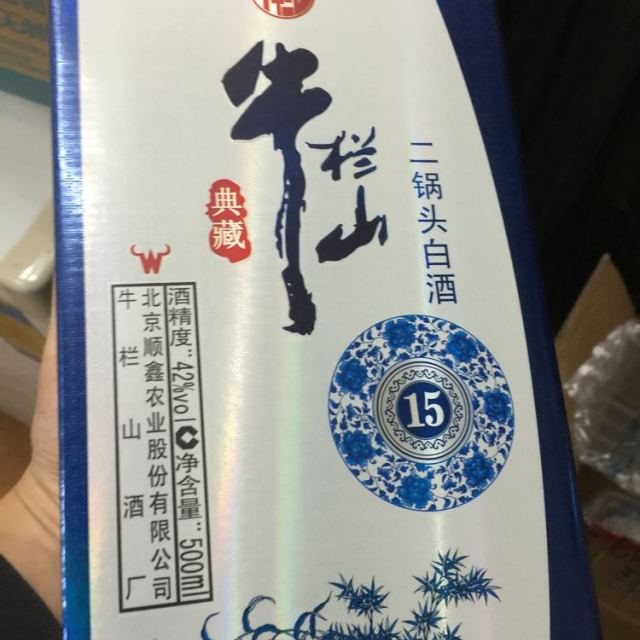 牛栏山
二锅头白酒
典藏
15
酒精度:42%vol 净含量:500ml
北京顺鑫农业股份有限公司
牛栏山酒厂